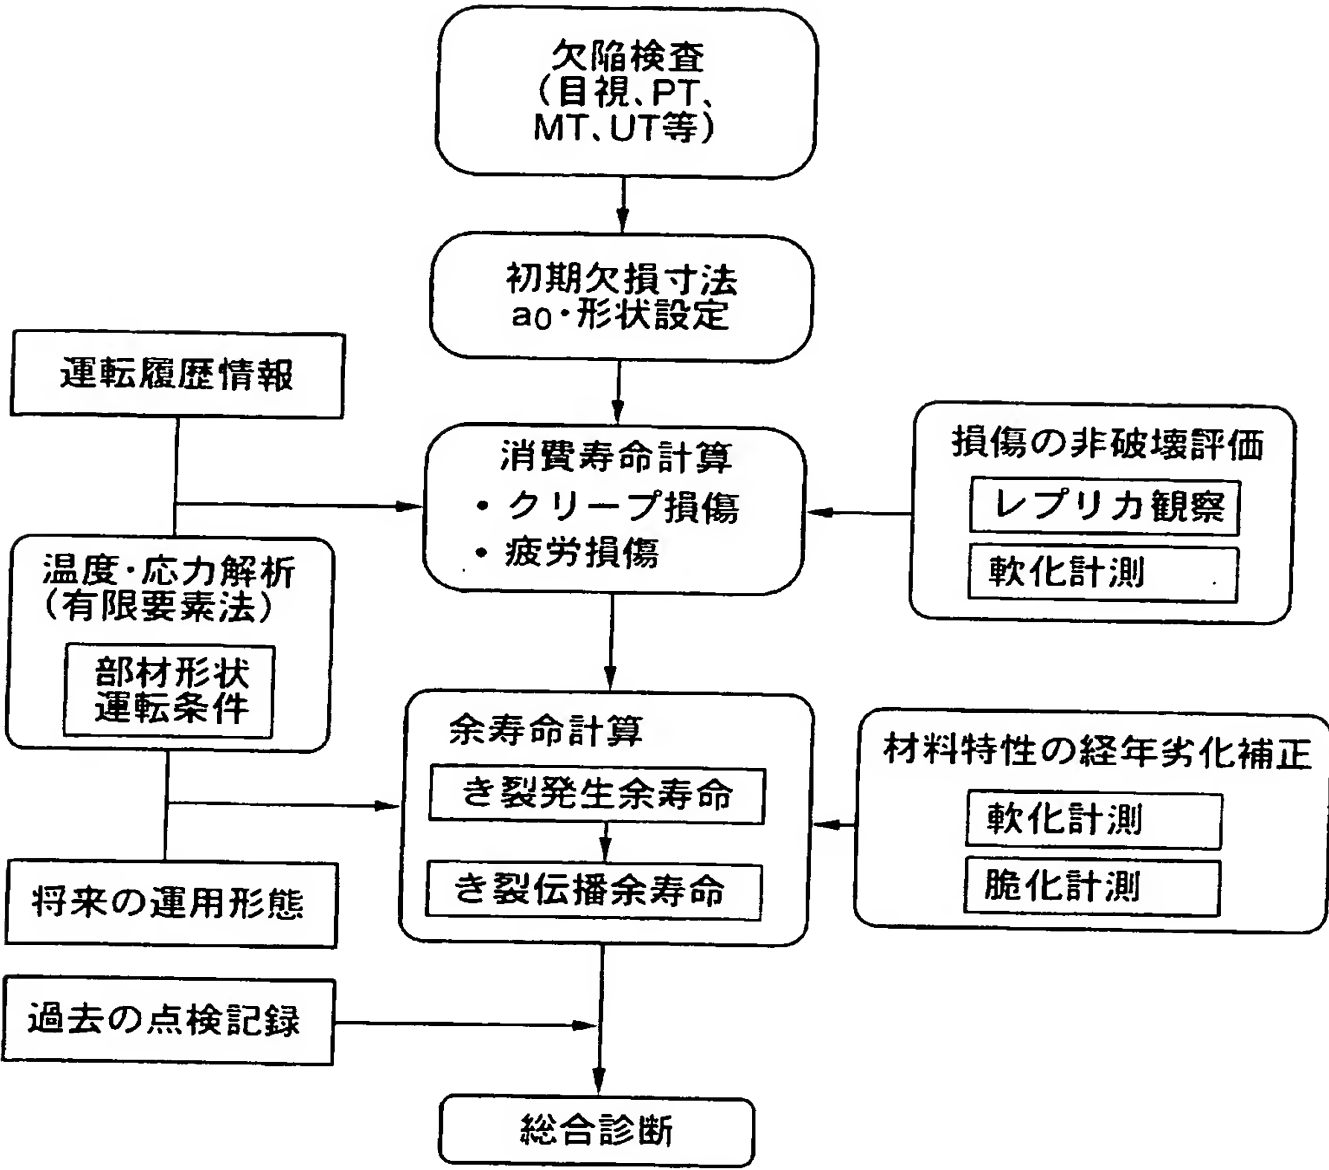 欠陥検査
(目視、PT、
MT、UT等)
初期欠損寸法
a0・形状設定
運転履歴情報
消費寿命計算
・クリープ損傷
・疲労損傷
損傷の非破壊評価
レプリカ観察
軟化計測
温度・応力解析
(有限要素法)
部材形状
運転条件
余寿命計算
き裂発生余寿命
き裂伝播余寿命
材料特性の経年劣化補正
軟化計測
脆化計測
将来の運用形態
過去の点検記録
総合診断